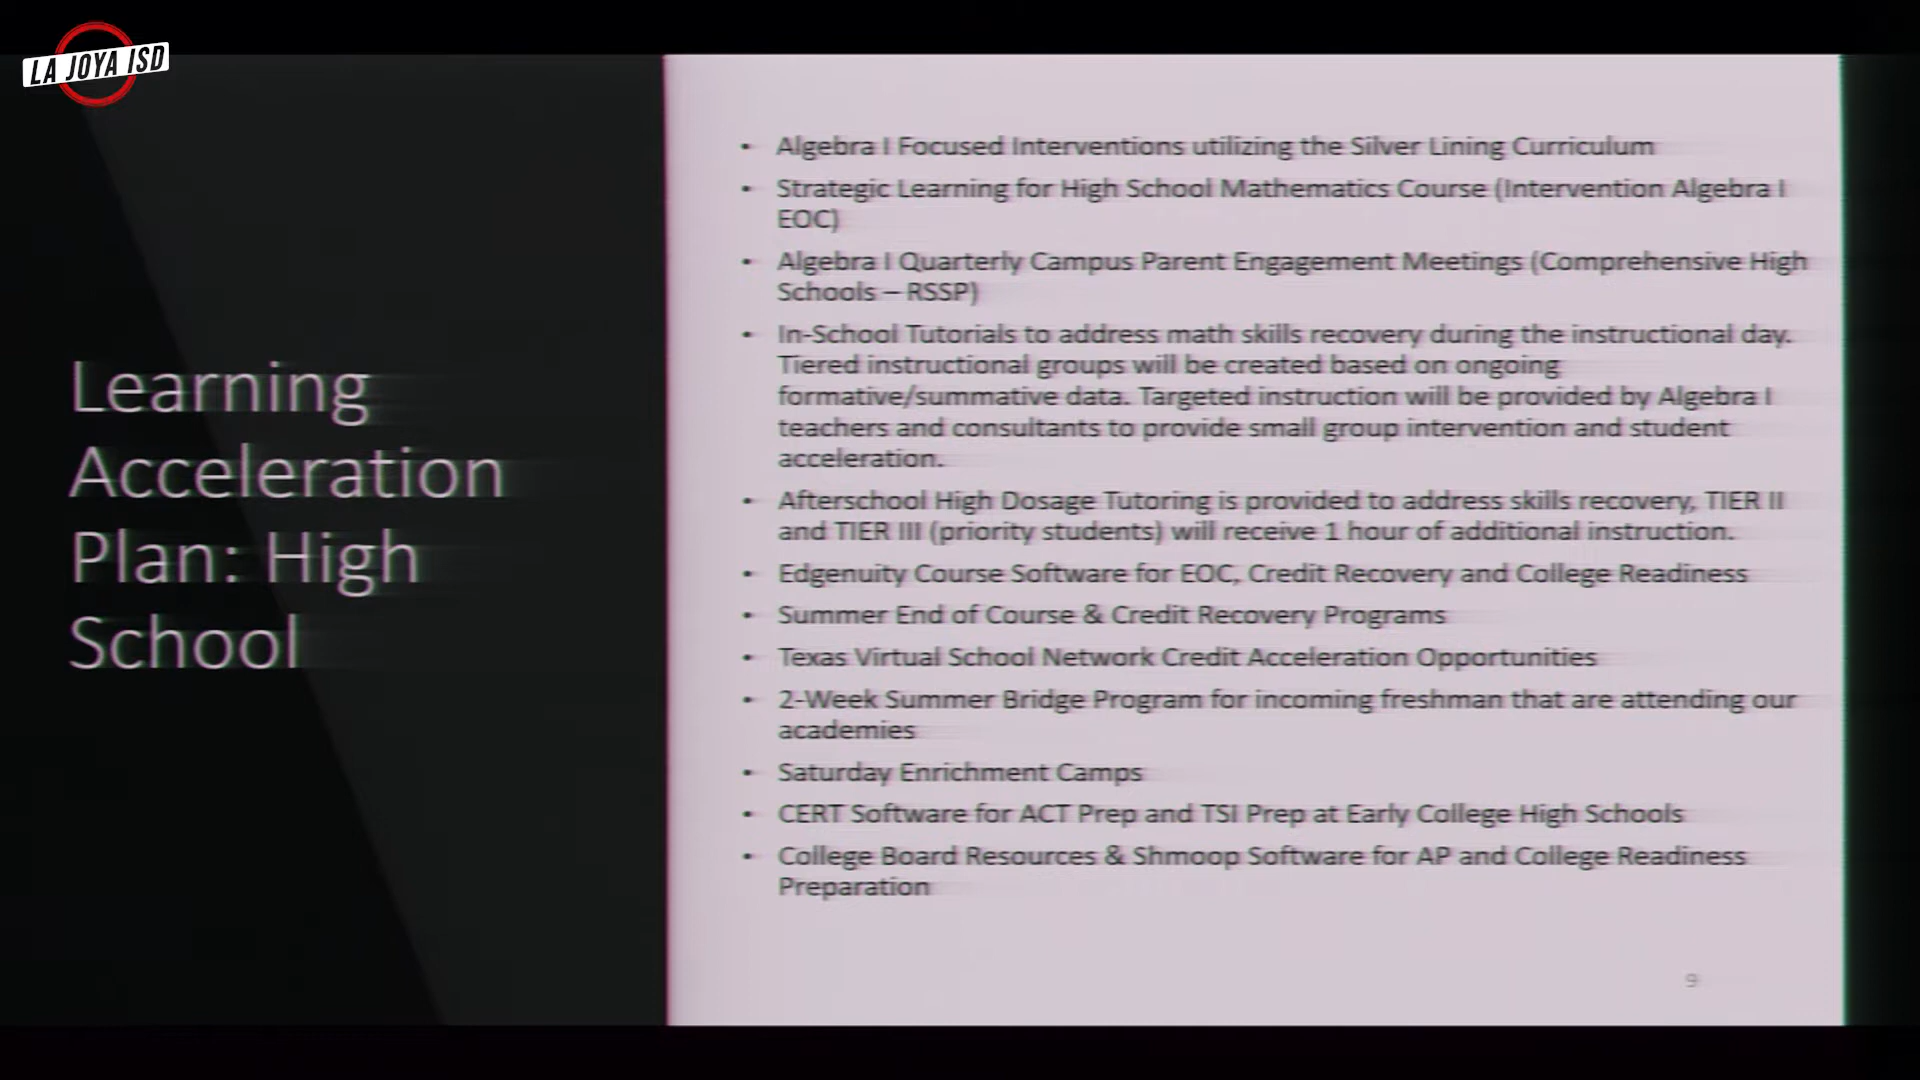 LA JOYA ISD
Learning
Acceleration
Plan: High
School
• Algebra I Focused Interventions utilizing the Silver Lining Curriculum
• Strategic Learning for High School Mathematics Course (Intervention Algebra I
EOC)
• Algebra I Quarterly Campus Parent Engagement Meetings (Comprehensive High
Schools – RSSP)
• In-School Tutorials to address math skills recovery during the instructional day.
Tiered instructional groups will be created based on ongoing
formative/summative data. Targeted instruction will be provided by Algebra I
teachers and consultants to provide small group intervention and student
acceleration.
• Afterschool High Dosage Tutoring is provided to address skills recovery, TIER II
and TIER III (priority students) will receive 1 hour of additional instruction.
• Edgenuity Course Software for EOC, Credit Recovery and College Readiness
• Summer End of Course & Credit Recovery Programs
• Texas Virtual School Network Credit Acceleration Opportunities
• 2-Week Summer Bridge Program for incoming freshman that are attending our
academies
• Saturday Enrichment Camps
• CERT Software for ACT Prep and TSI Prep at Early College High Schools
• College Board Resources & Shmoop Software for AP and College Readiness
Preparation
9